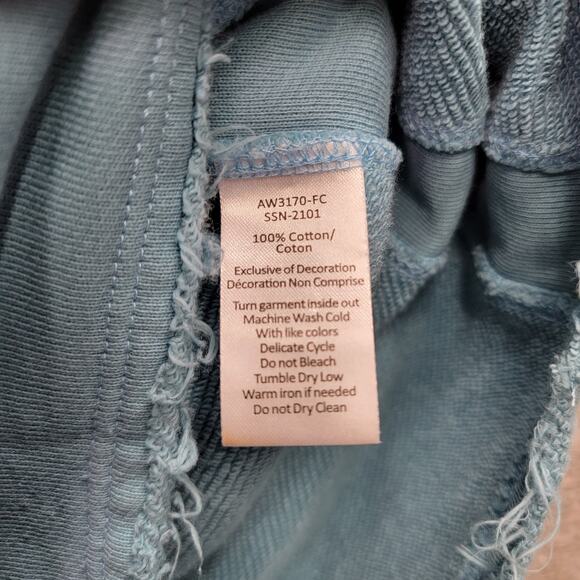 AW3170-FC
SSN-2101
100% Cotton/
Coton
Exclusive of Decoration
Décoration Non Comprise
Turn garment inside out
Machine Wash Cold
With like colors
Delicate Cycle
Do not Bleach
Tumble Dry Low
Warm iron if needed
Do not Dry Clean